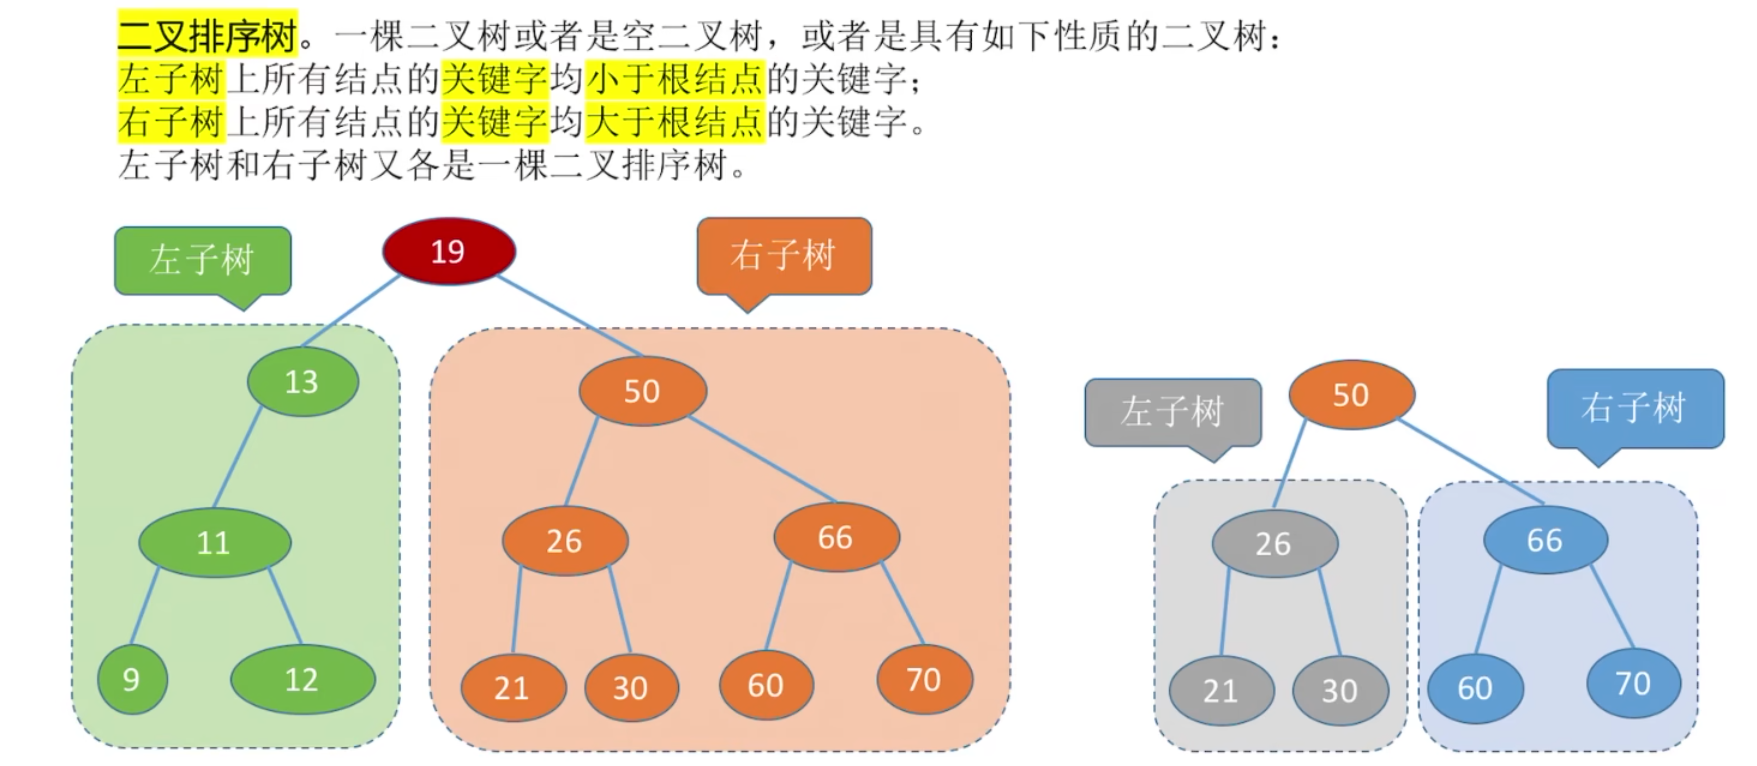 二叉排序树。一棵二叉树或者是空二叉树，或者是具有如下性质的二叉树：
左子树上所有结点的关键字均小于根结点的关键字；
右子树上所有结点的关键字均大于根结点的关键字。
左子树和右子树又各是一棵二叉排序树。
左子树
19
右子树
13
50
11
26
66
9
12
21
30
60
70
左子树
50
右子树
26
66
21
30
60
70